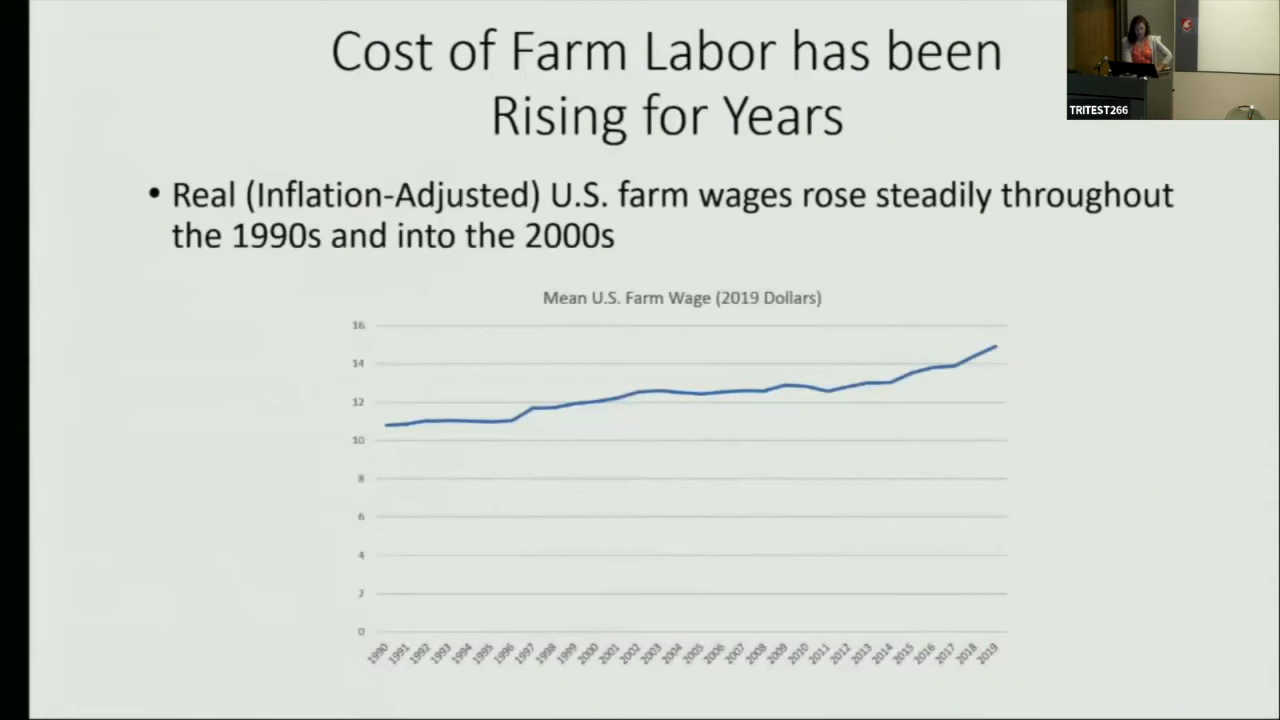 Cost of Farm Labor has been
Rising for Years
TRITEST266
• Real (Inflation-Adjusted) U.S. farm wages rose steadily throughout
the 1990s and into the 2000s
Mean U.S. Farm Wage (2019 Dollars)
16
14
12
10
8
6
4
2
0
1990 1991 1992 1993 1994 1995 1996 1997 1998 1999 2000 2001 2002 2003 2004 2005 2006 2007 2008 2009 2010 2011 2012 2013 2014 2015 2016 2017 2018 2019